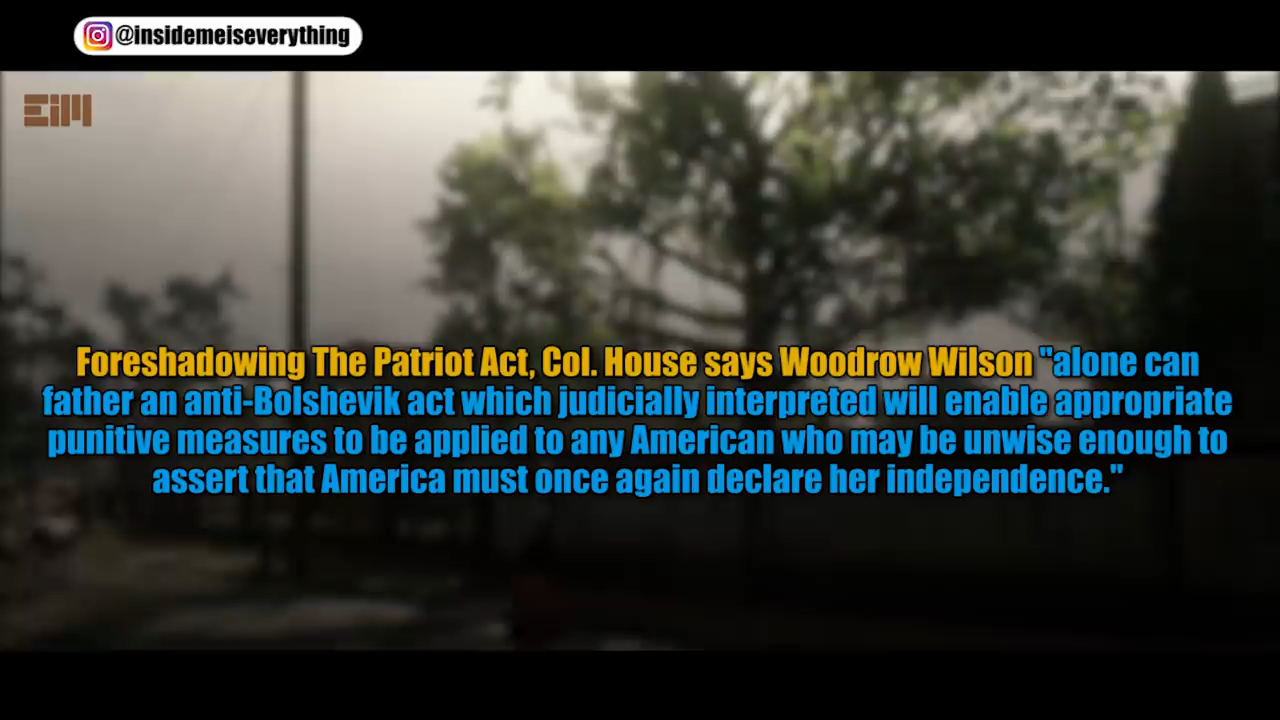 @insidemeiseverything
EiM
Foreshadowing The Patriot Act, Col. House says Woodrow Wilson "alone can
father an anti-Bolshevik act which judicially interpreted will enable appropriate
punitive measures to be applied to any American who may be unwise enough to
assert that America must once again declare her independence."